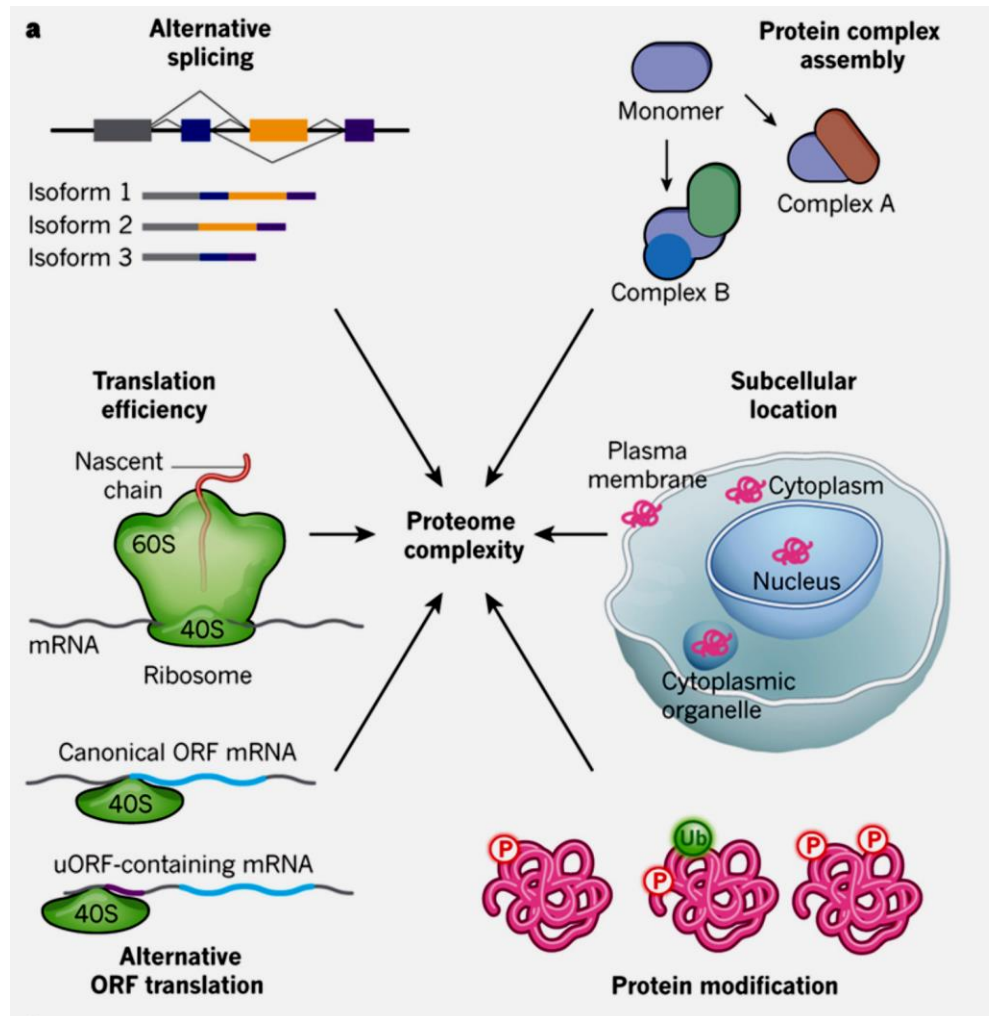 a
Alternative
splicing
Isoform 1
Isoform 2
Isoform 3
Protein complex
assembly
Monomer
Complex A
Complex B
Translation
efficiency
Nascent
chain
60S
40S
mRNA
Ribosome
Proteome
complexity
Subcellular
location
Plasma
membrane
Cytoplasm
Nucleus
Cytoplasmic
organelle
Canonical ORF mRNA
40S
uORF-containing mRNA
40S
Alternative
ORF translation
P
Ub
P
P
P
Protein modification